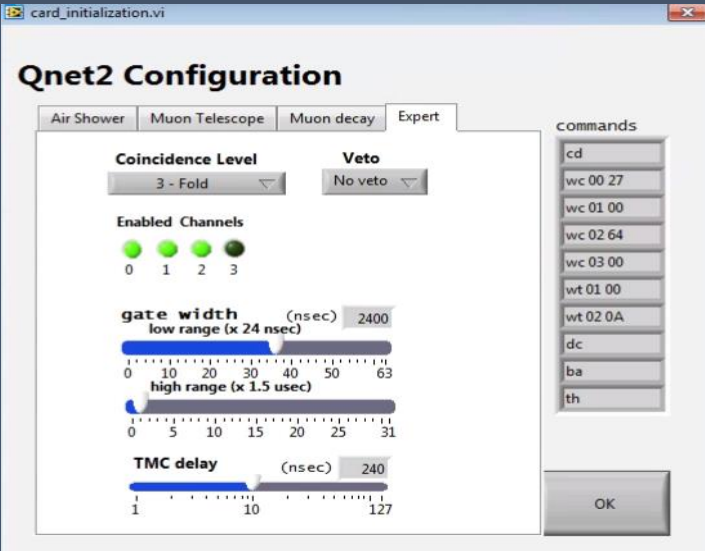 card_initialization.vi
Qnet2 Configuration
Air Shower Muon Telescope Muon decay Expert
Coincidence Level
3 - Fold
Veto
No veto
Enabled Channels
0 1 2 3
gate width (nsec) 2400
low range (x 24 nsec)
0 10 20 30 40 50 63
high range (x 1.5 usec)
0 5 10 15 20 25 31
TMC delay (nsec) 240
1 10 127
commands
cd
wc 00 27
wc 01 00
wc 02 64
wc 03 00
wt 01 00
wt 02 0A
dc
ba
th
OK